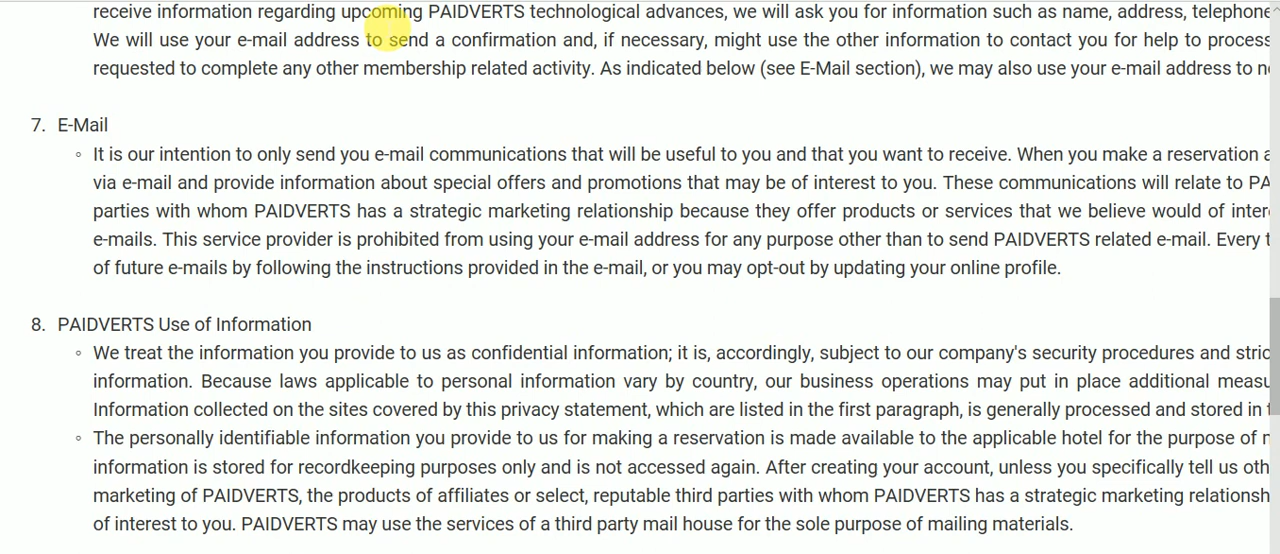 receive information regarding upcoming PAIDVERTS technological advances, we will ask you for information such as name, address, telephone
We will use your e-mail address to send a confirmation and, if necessary, might use the other information to contact you for help to process
requested to complete any other membership related activity. As indicated below (see E-Mail section), we may also use your e-mail address to
7. E-Mail
◦ It is our intention to only send you e-mail communications that will be useful to you and that you want to receive. When you make a reservation
via e-mail and provide information about special offers and promotions that may be of interest to you. These communications will relate to
parties with whom PAIDVERTS has a strategic marketing relationship because they offer products or services that we believe would of
e-mails. This service provider is prohibited from using your e-mail address for any purpose other than to send PAIDVERTS related e-mail. Every
of future e-mails by following the instructions provided in the e-mail, or you may opt-out by updating your online profile.
8. PAIDVERTS Use of Information
◦ We treat the information you provide to us as confidential information; it is, accordingly, subject to our company's security procedures and
information. Because laws applicable to personal information vary by country, our business operations may put in place additional
Information collected on the sites covered by this privacy statement, which are listed in the first paragraph, is generally processed and stored in
◦ The personally identifiable information you provide to us for making a reservation is made available to the applicable hotel for the purpose of
information is stored for recordkeeping purposes only and is not accessed again. After creating your account, unless you specifically tell us
marketing of PAIDVERTS, the products of affiliates or select, reputable third parties with whom PAIDVERTS has a strategic marketing
of interest to you. PAIDVERTS may use the services of a third party mail house for the sole purpose of mailing materials.